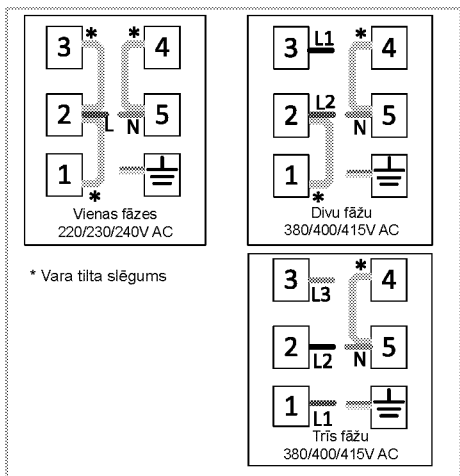 3 * * 4
2 L N 5
1 *
Vienas fāzes
220/230/240V AC
3 L1 * 4
2 L2 N 5
1 *
Divu fāžu
380/400/415V AC
* Vara tilta slēgums
3 L3 * 4
2 L2 N 5
1 L1
Trīs fāžu
380/400/415V AC